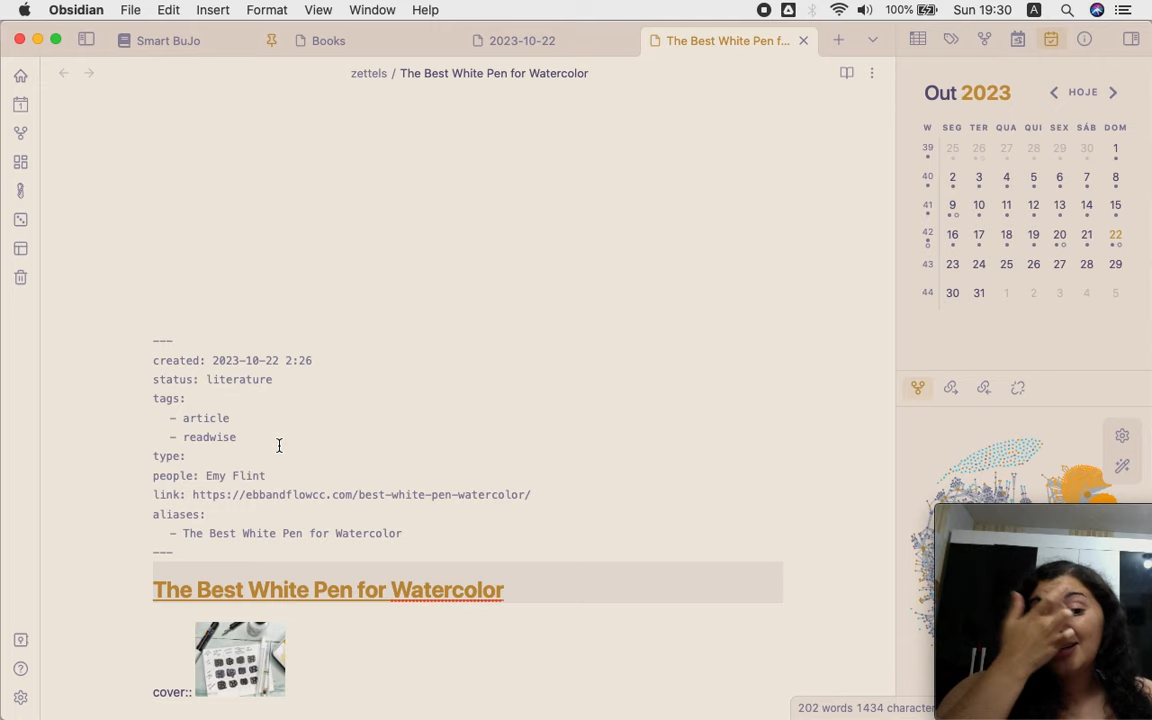 Obsidian File Edit Insert Format View Window Help 100% Sun 19:30 A
Smart BuJo Books 2023-10-22 The Best White Pen f...
zettels / The Best White Pen for Watercolor
Out 2023 HOJE
W SEG TER QUA QUI SEX SÁB DOM
39 25 26 27 28 29 30 1
40 2 3 4 5 6 7 8
41 9 10 11 12 13 14 15
42 16 17 18 19 20 21 22
43 23 24 25 26 27 28 29
44 30 31 1 2 3 4 5
---
created: 2023-10-22 2:26
status: literature
tags:
- article
- readwise
type:
people: Emy Flint
link: https://ebbandflowcc.com/best-white-pen-watercolor/
aliases:
- The Best White Pen for Watercolor
---
The Best White Pen for Watercolor
cover::
202 words 1434 character